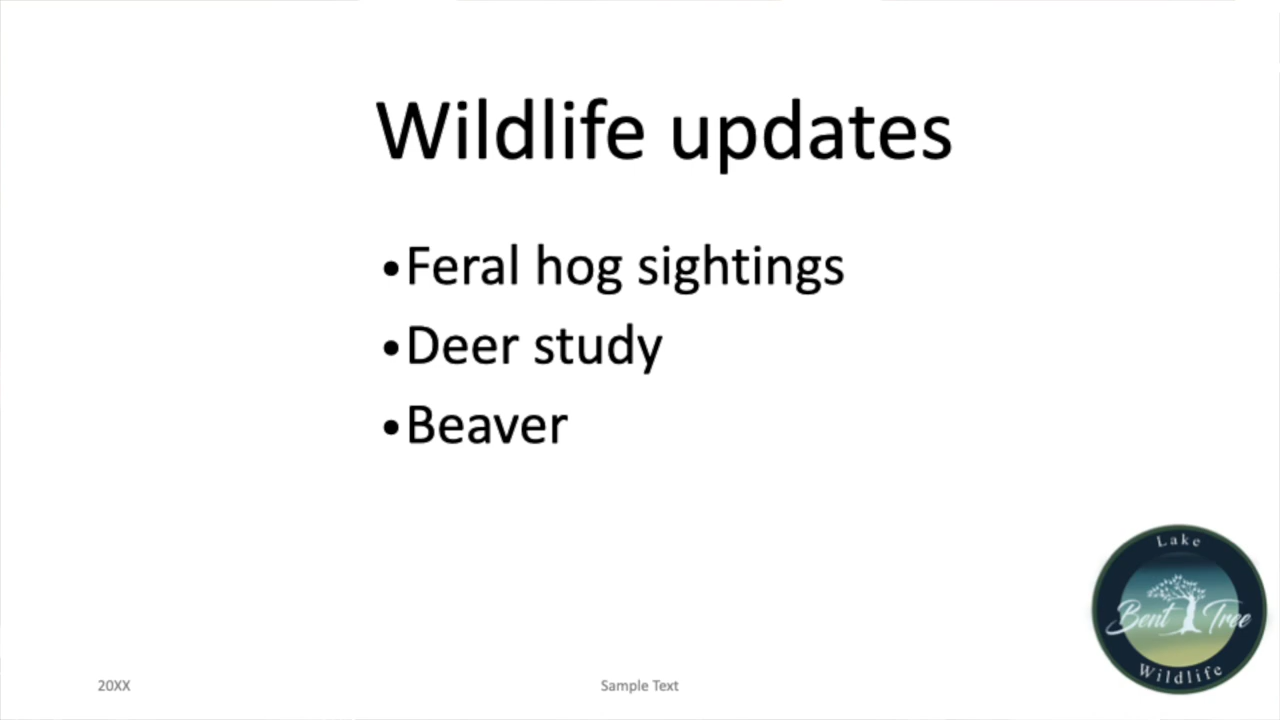 Wildlife updates
•Feral hog sightings
•Deer study
•Beaver
Lake
Bent Tree
Wildlife
20XX
Sample Text